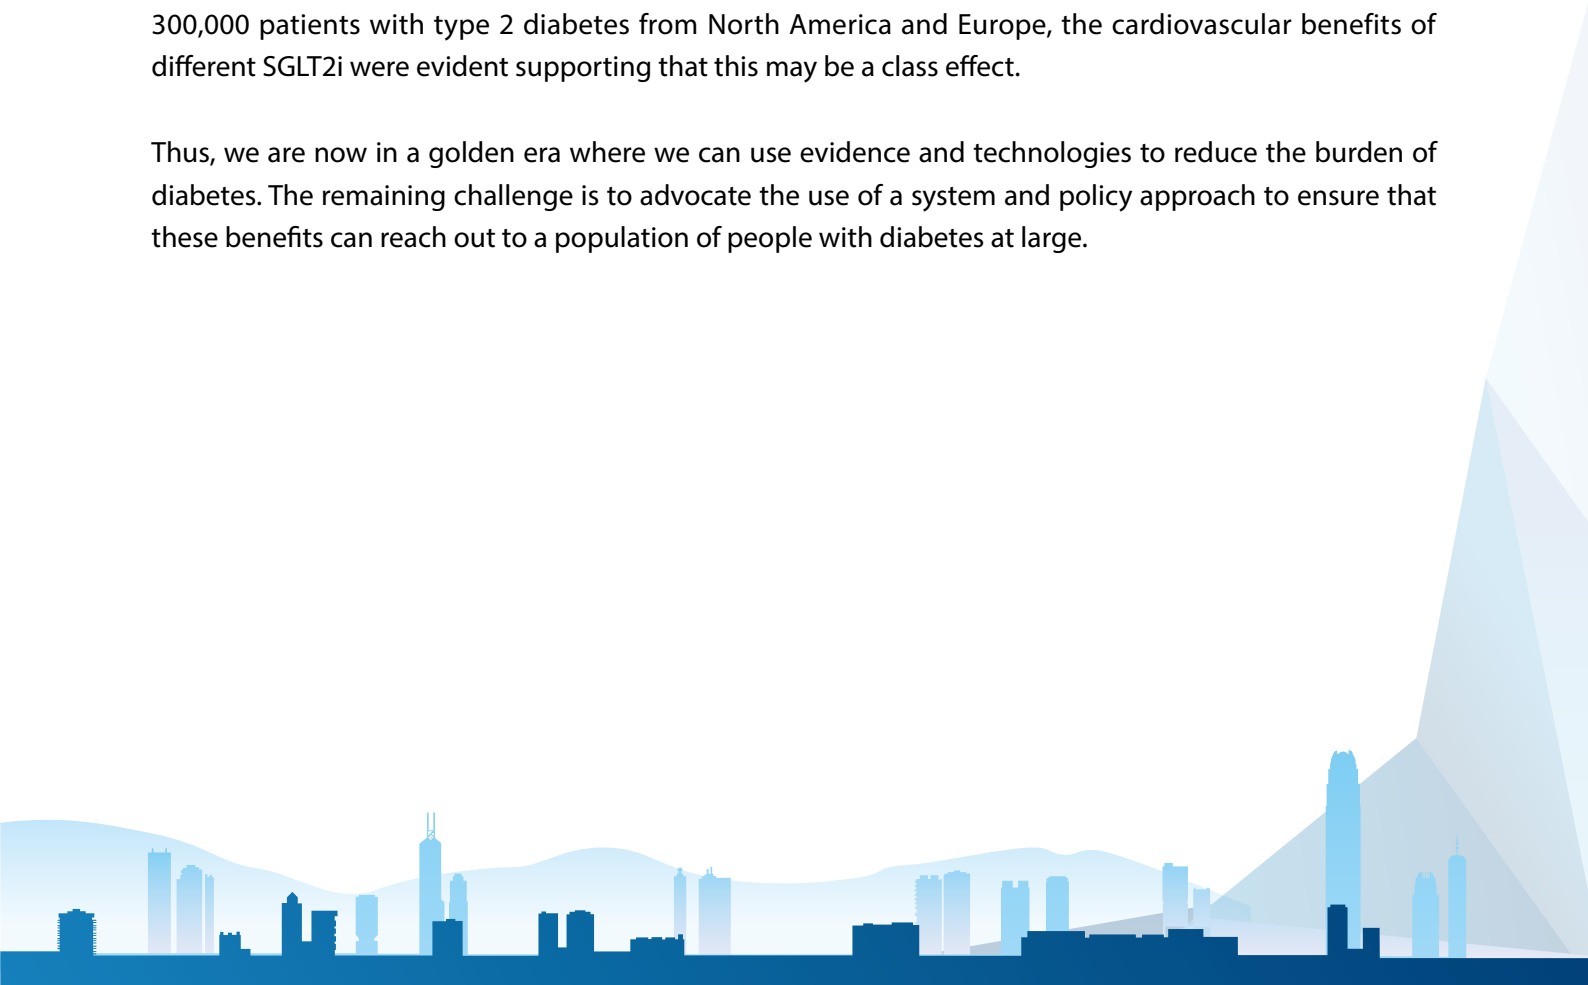 300,000 patients with type 2 diabetes from North America and Europe, the cardiovascular benefits of
different SGLT2i were evident supporting that this may be a class effect.
Thus, we are now in a golden era where we can use evidence and technologies to reduce the burden of
diabetes. The remaining challenge is to advocate the use of a system and policy approach to ensure that
these benefits can reach out to a population of people with diabetes at large.